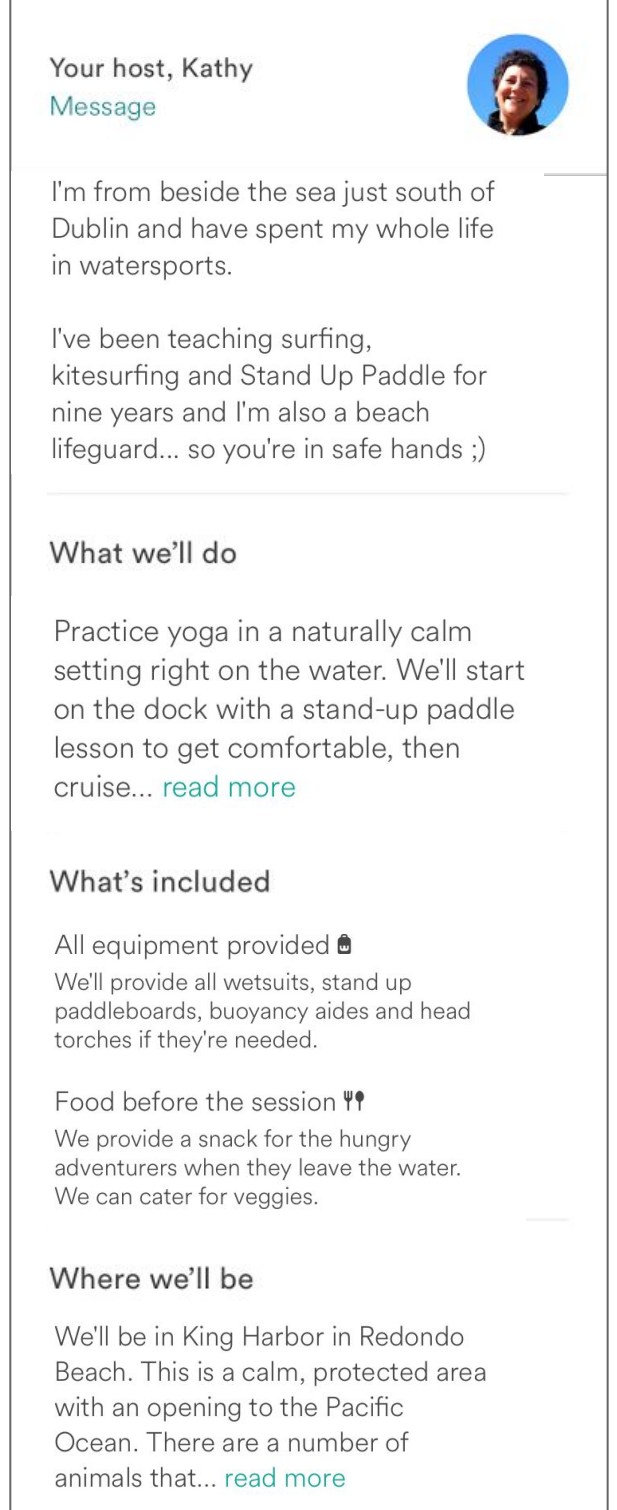 Your host, Kathy
Message
I'm from beside the sea just south of
Dublin and have spent my whole life
in watersports.
I've been teaching surfing,
kitesurfing and Stand Up Paddle for
nine years and I'm also a beach
lifeguard... so you're in safe hands ;)
What we'll do
Practice yoga in a naturally calm
setting right on the water. We'll start
on the dock with a stand-up paddle
lesson to get comfortable, then
cruise... read more
What's included
All equipment provided
We'll provide all wetsuits, stand up
paddleboards, buoyancy aides and head
torches if they're needed.
Food before the session
We provide a snack for the hungry
adventurers when they leave the water.
We can cater for veggies.
Where we'll be
We'll be in King Harbor in Redondo
Beach. This is a calm, protected area
with an opening to the Pacific
Ocean. There are a number of
animals that... read more